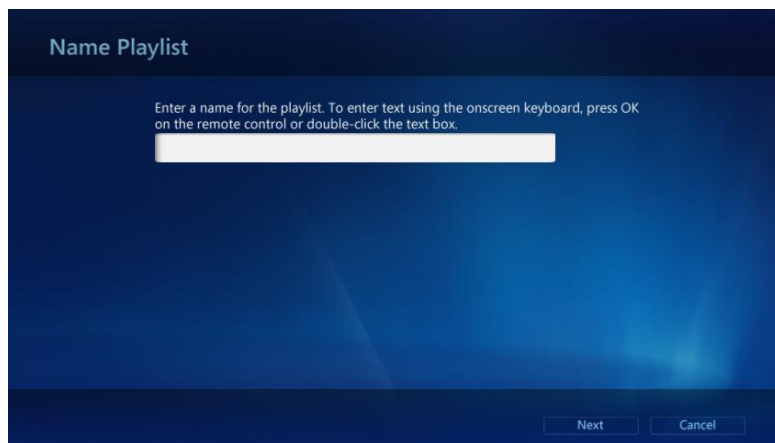 Name Playlist
Enter a name for the playlist. To enter text using the onscreen keyboard, press OK
on the remote control or double-click the text box.
Next
Cancel